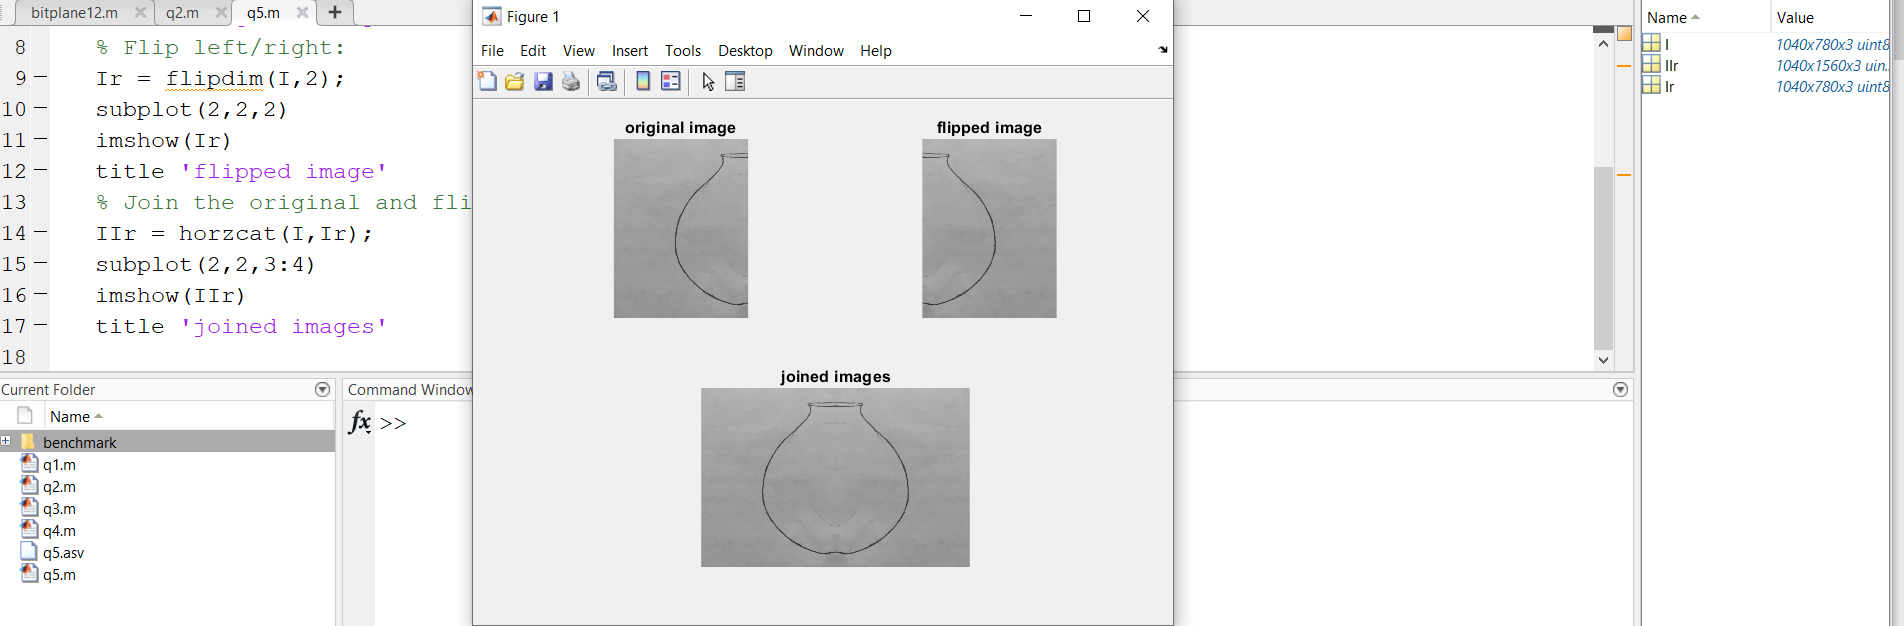 bitplane12.m
q2.m
q5.m
8 % Flip left/right:
9 Ir = flipdim(I,2);
10 subplot(2,2,2)
11 imshow(Ir)
12 title 'flipped image'
13 % Join the original and fli
14 IIr = horzcat(I,Ir);
15 subplot(2,2,3:4)
16 imshow(IIr)
17 title 'joined images'
18
Current Folder
Name
benchmark
q1.m
q2.m
q3.m
q4.m
q5.asv
q5.m
Command Window
fx >>
Figure 1
File Edit View Insert Tools Desktop Window Help
original image
flipped image
joined images
Name Value
I 1040x780x3 uint8
IIr 1040x1560x3 uin...
Ir 1040x780x3 uint8